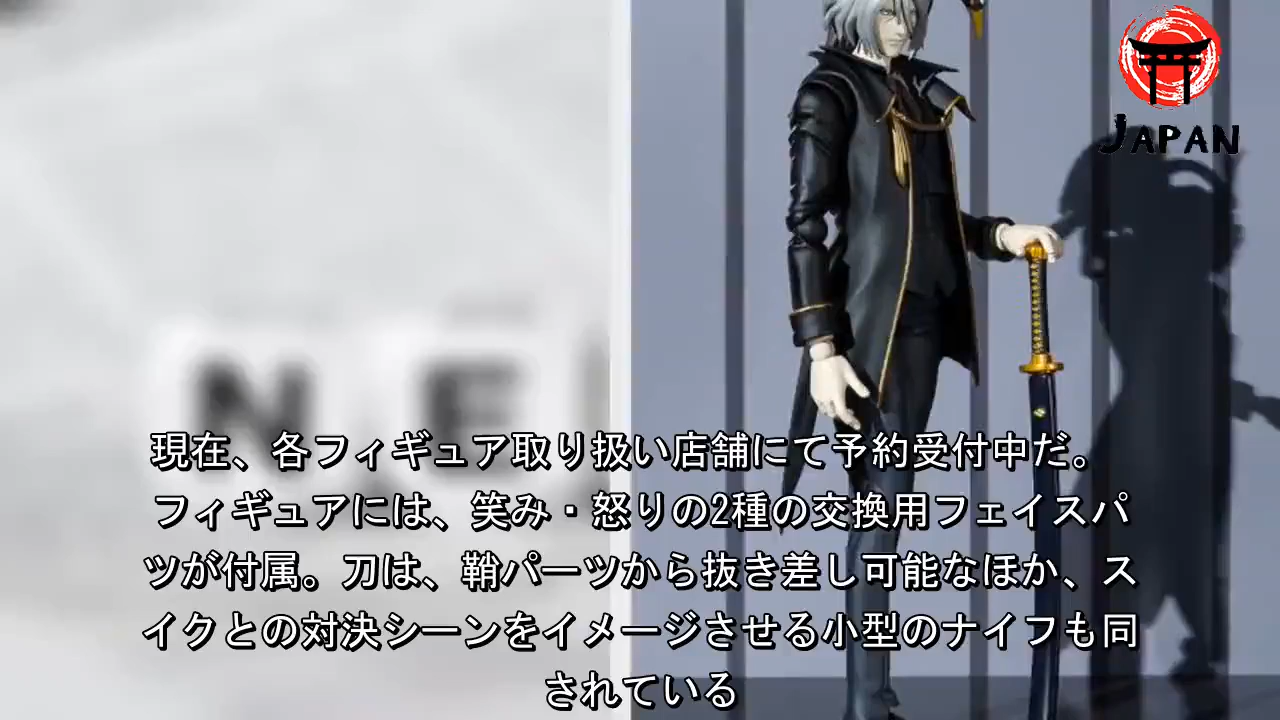 JAPAN
NE
現在、各フィギュア取り扱い店舗にて予約受付中だ。
フィギュアには、笑み・怒りの2種の交換用フェイスパ
ツが付属。刀は、鞘パーツから抜き差し可能なほか、ス
イクとの対決シーンをイメージさせる小型のナイフも同
されている